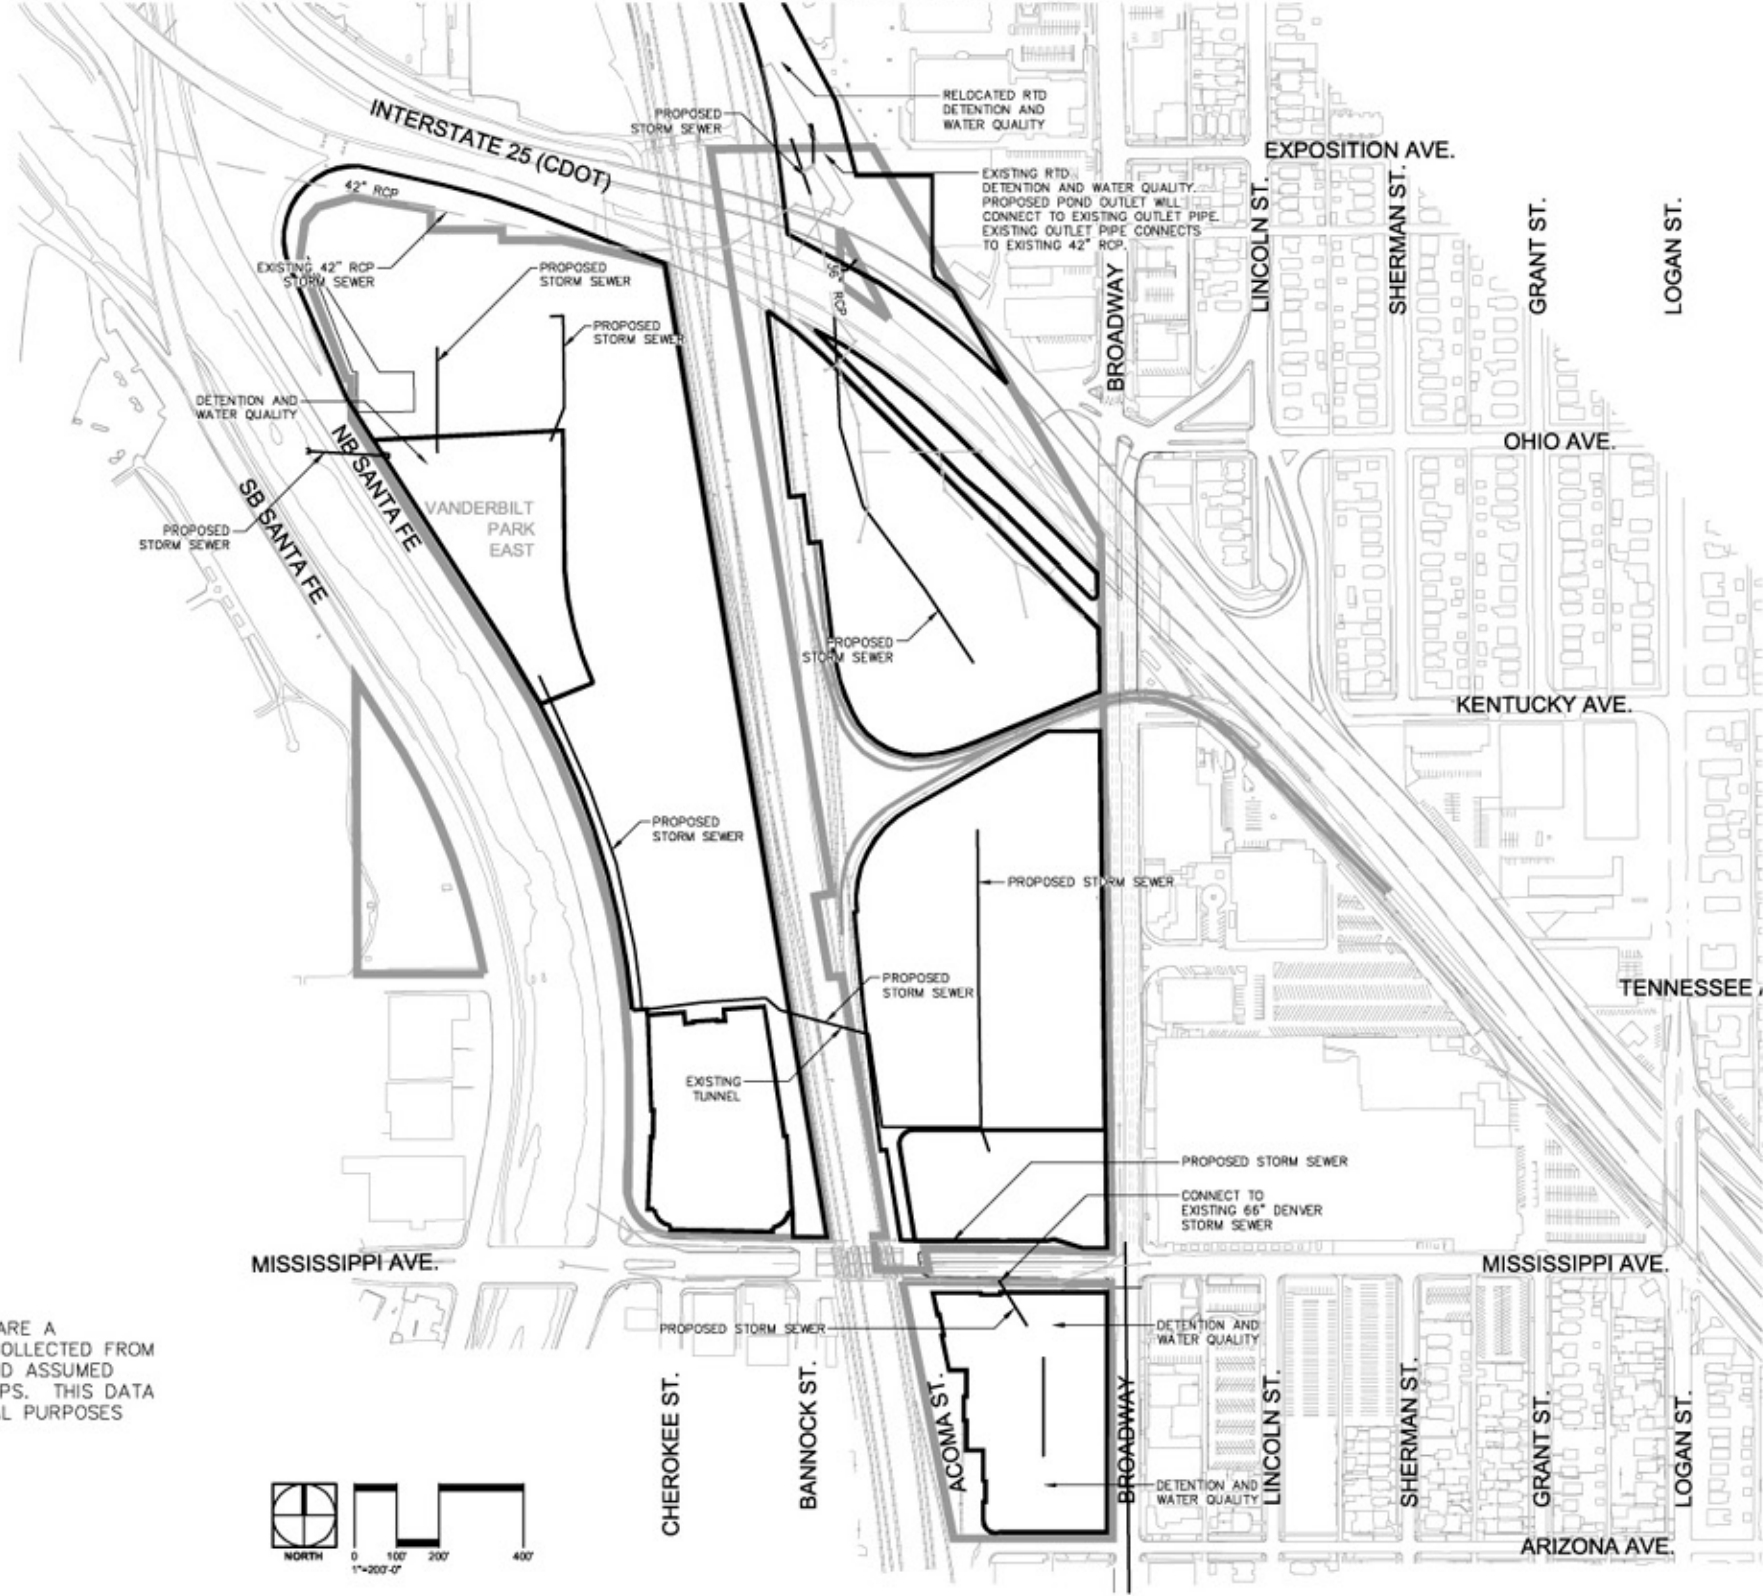 RELOCATED RTD
DETENTION AND
WATER QUALITY
PROPOSED
STORM SEWER
INTERSTATE 25 (CDOT)
EXPOSITION AVE.
EXISTING RTD
DETENTION AND WATER QUALITY.
PROPOSED POND OUTLET WILL
CONNECT TO EXISTING OUTLET PIPE.
EXISTING OUTLET PIPE CONNECTS
TO EXISTING 42" RCP.
42" RCP
LINCOLN ST.
SHERMAN ST.
GRANT ST.
LOGAN ST.
BROADWAY
EXISTING 42" RCP
STORM SEWER
PROPOSED
STORM SEWER
RCP
PROPOSED
STORM SEWER
DETENTION AND
WATER QUALITY
NB SANTA FE
SB SANTA FE
OHIO AVE.
VANDERBILT
PARK
EAST
PROPOSED
STORM SEWER
PROPOSED
STORM SEWER
KENTUCKY AVE.
PROPOSED
STORM SEWER
PROPOSED STORM SEWER
PROPOSED
STORM SEWER
TENNESSEE
EXISTING
TUNNEL
PROPOSED STORM SEWER
CONNECT TO
EXISTING 66" DENVER
STORM SEWER
MISSISSIPPI AVE.
MISSISSIPPI AVE.
PROPOSED STORM SEWER
DETENTION AND
WATER QUALITY
ARE A
OLLECTED FROM
D ASSUMED
PS. THIS DATA
L PURPOSES
CHEROKEE ST.
BANNOCK ST.
ACOMA ST.
BROADWAY
LINCOLN ST.
SHERMAN ST.
GRANT ST.
LOGAN ST.
DETENTION AND
WATER QUALITY
ARIZONA AVE.
NORTH
0 100' 200' 400'
1"=200'-0"